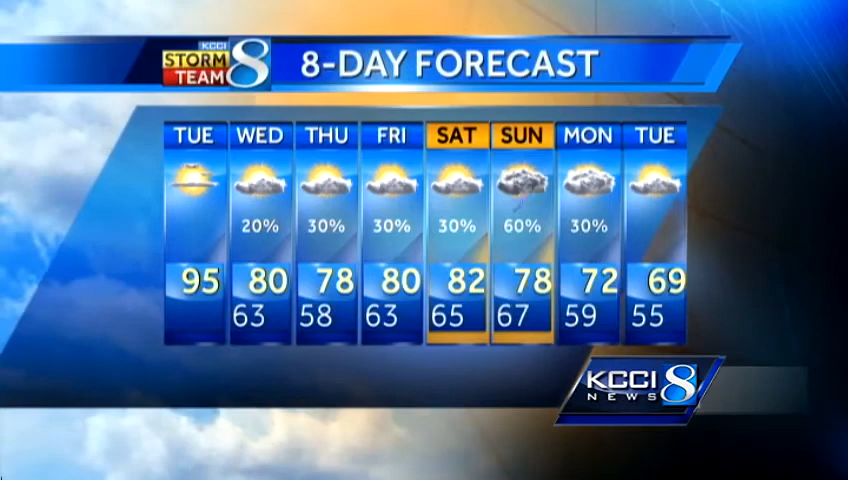 KCCI
STORM
TEAM
8
8-DAY FORECAST
TUE WED THU FRI SAT SUN MON TUE
20% 30% 30% 30% 60% 30%
95 80 78 80 82 78 72 69
63 58 63 65 67 59 55
KCCI 8
NEWS